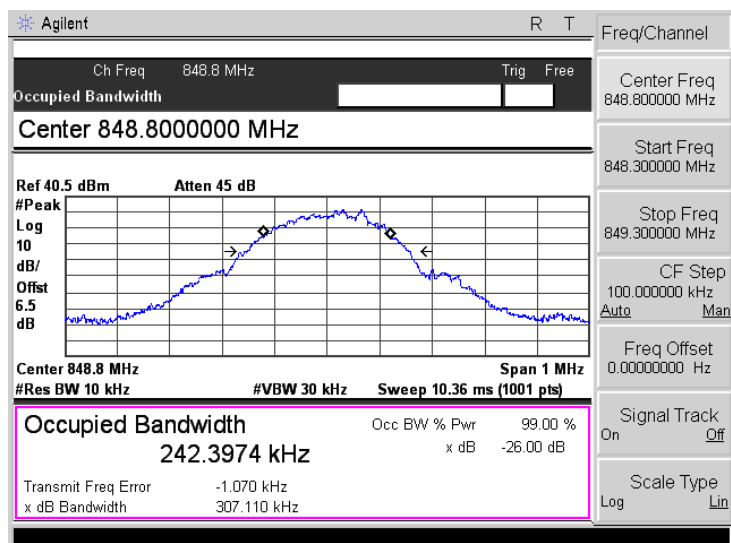 Agilent R T
Freq/Channel
Ch Freq 848.8 MHz Trig Free
Occupied Bandwidth
Center 848.8000000 MHz
Ref 40.5 dBm Atten 45 dB
#Peak
Log
10
dB/
Offst
6.5
dB
Center 848.8 MHz Span 1 MHz
#Res BW 10 kHz #VBW 30 kHz Sweep 10.36 ms (1001 pts)
Occupied Bandwidth Occ BW % Pwr 99.00 %
242.3974 kHz x dB -26.00 dB
Transmit Freq Error -1.070 kHz
x dB Bandwidth 307.110 kHz
Center Freq
848.800000 MHz
Start Freq
848.300000 MHz
Stop Freq
849.300000 MHz
CF Step
100.000000 kHz
Auto Man
Freq Offset
0.00000000 Hz
Signal Track
On Off
Scale Type
Log Lin